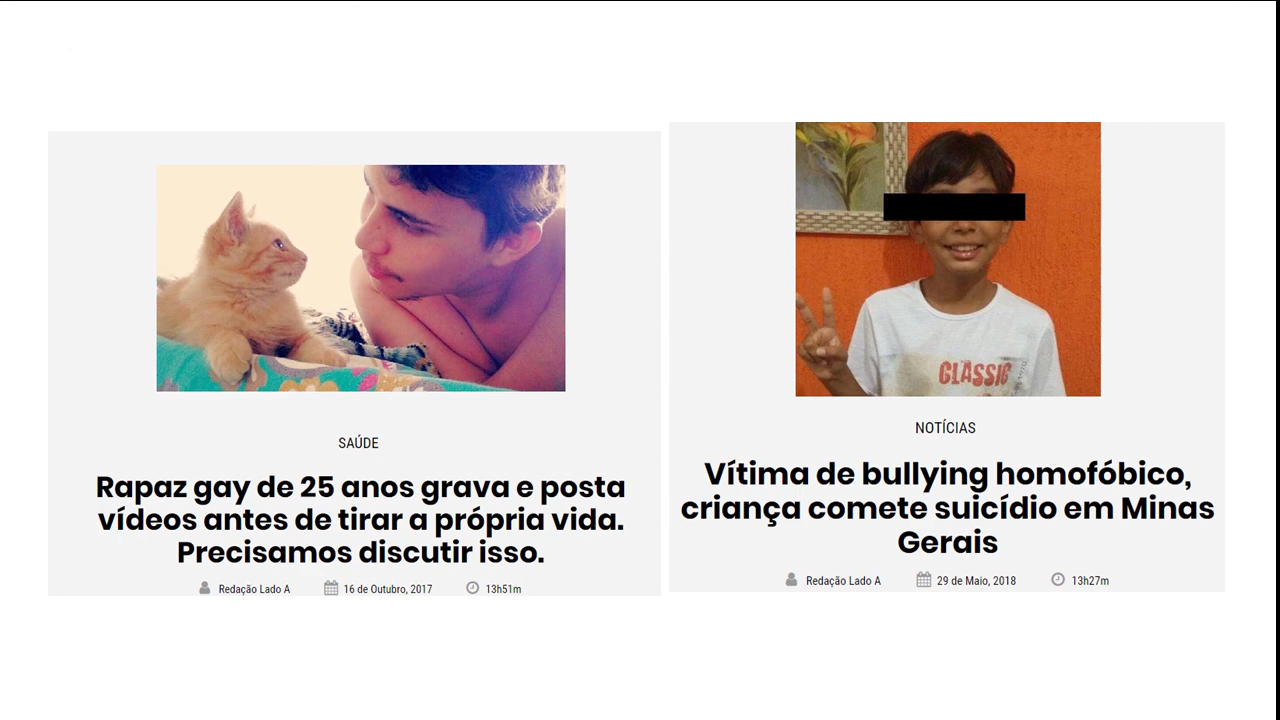 SAÚDE
Rapaz gay de 25 anos grava e posta
vídeos antes de tirar a própria vida.
Precisamos discutir isso.
Redação Lado A 16 de Outubro, 2017 13h51m
CLASSIC
NOTÍCIAS
Vítima de bullying homofóbico,
criança comete suicídio em Minas
Gerais
Redação Lado A 29 de Maio, 2018 13h27m